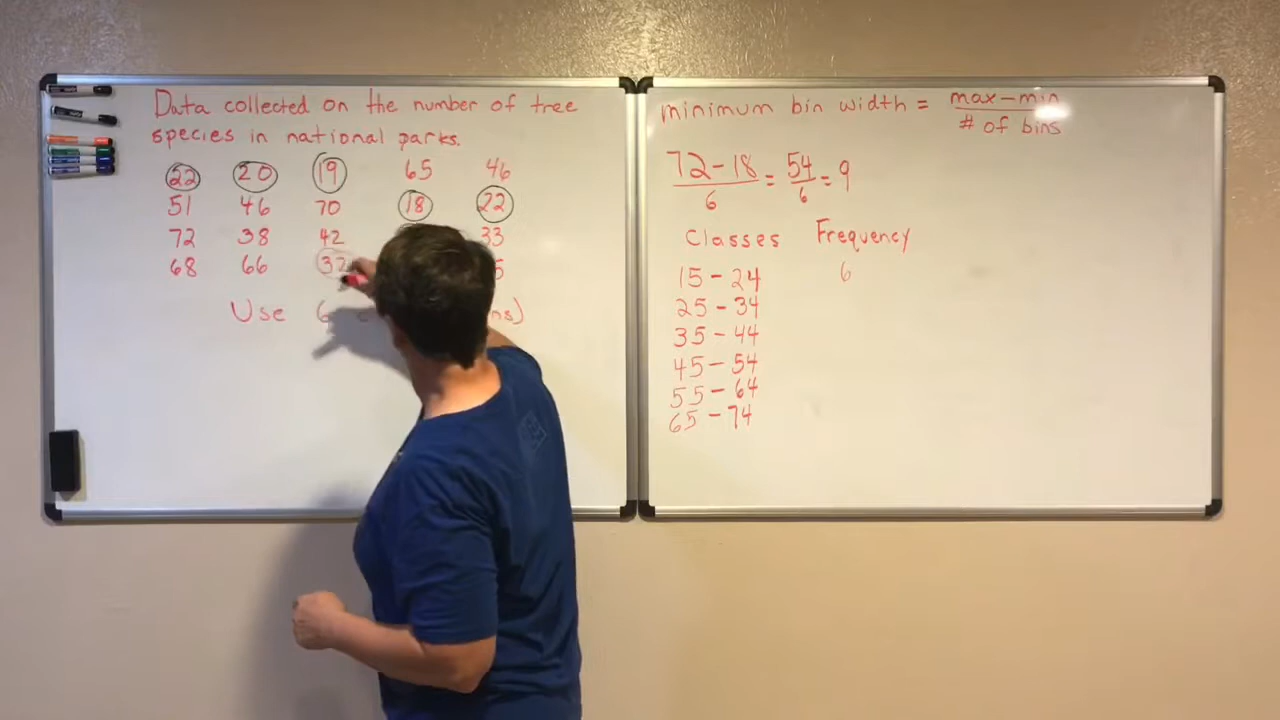 Data collected on the number of tree
species in national parks.
22 20 19 65 46
51 46 70 18 22
72 38 42 33
68 66 32
Use
minimum bin width = max - min / # of bins
72 - 18 / 6 = 54 / 6 = 9
Classes Frequency
15 - 24 6
25 - 34
35 - 44
45 - 54
55 - 64
65 - 74